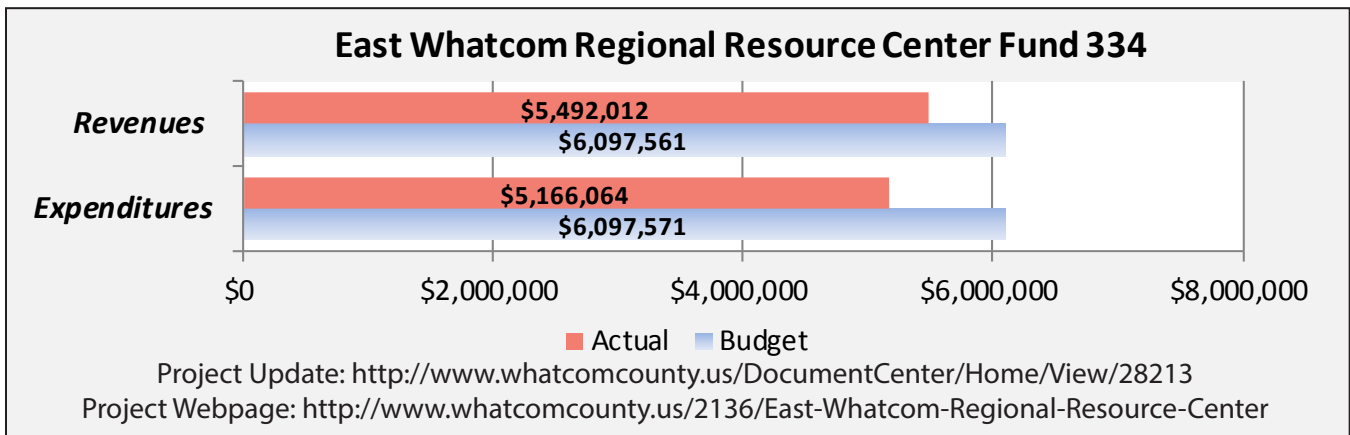 East Whatcom Regional Resource Center Fund 334
Revenues
$5,492,012
$6,097,561
Expenditures
$5,166,064
$6,097,571
$0 $2,000,000 $4,000,000 $6,000,000 $8,000,000
Actual Budget
Project Update: http://www.whatcomcounty.us/DocumentCenter/Home/View/28213
Project Webpage: http://www.whatcomcounty.us/2136/East-Whatcom-Regional-Resource-Center